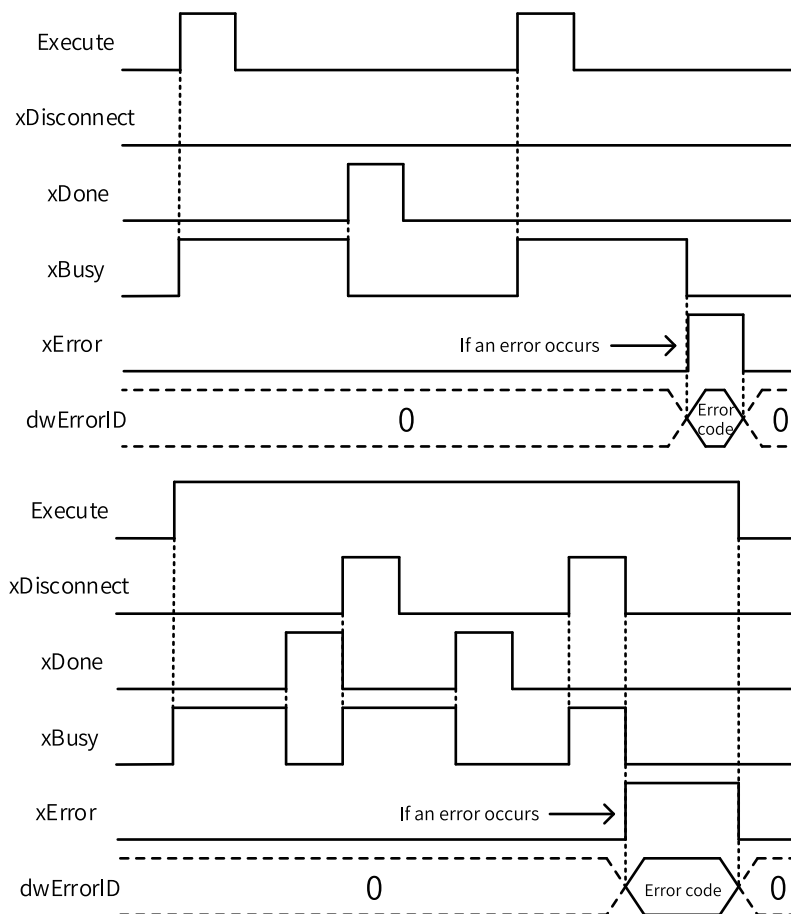 Execute
xDisconnect
xDone
xBusy
xError
If an error occurs
dwErrorID
0
Error
code
0
Execute
xDisconnect
xDone
xBusy
xError
If an error occurs
dwErrorID
0
Error code
0